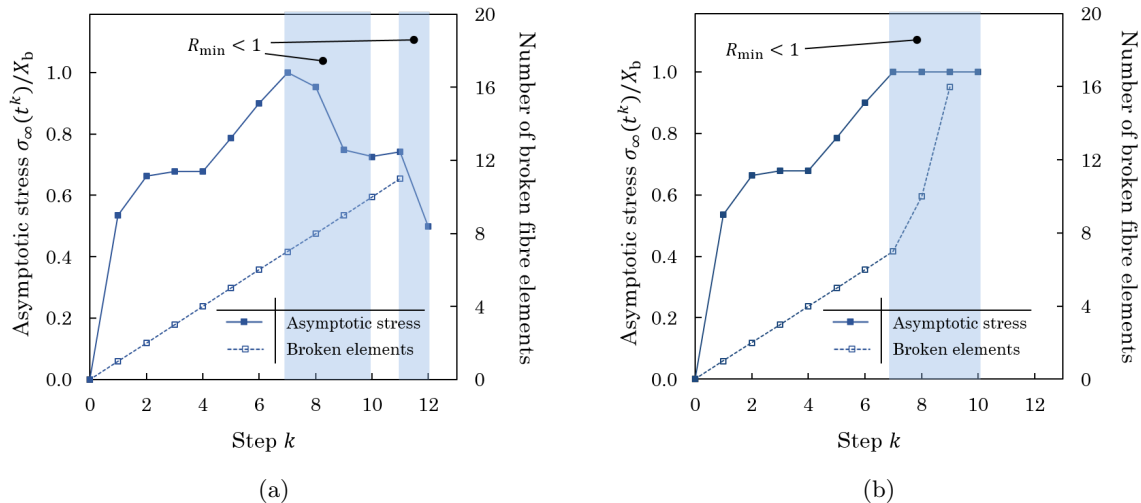 Asymptotic stress σ∞(t^k)/X_b
1.0
0.8
0.6
0.4
0.2
0.0
R_min < 1
20
16
12
8
4
0
Number of broken fibre elements
Asymptotic stress
Broken elements
0 2 4 6 8 10 12
Step k
(a)
Asymptotic stress σ∞(t^k)/X_b
1.0
0.8
0.6
0.4
0.2
0.0
R_min < 1
20
16
12
8
4
0
Number of broken fibre elements
Asymptotic stress
Broken elements
0 2 4 6 8 10 12
Step k
(b)